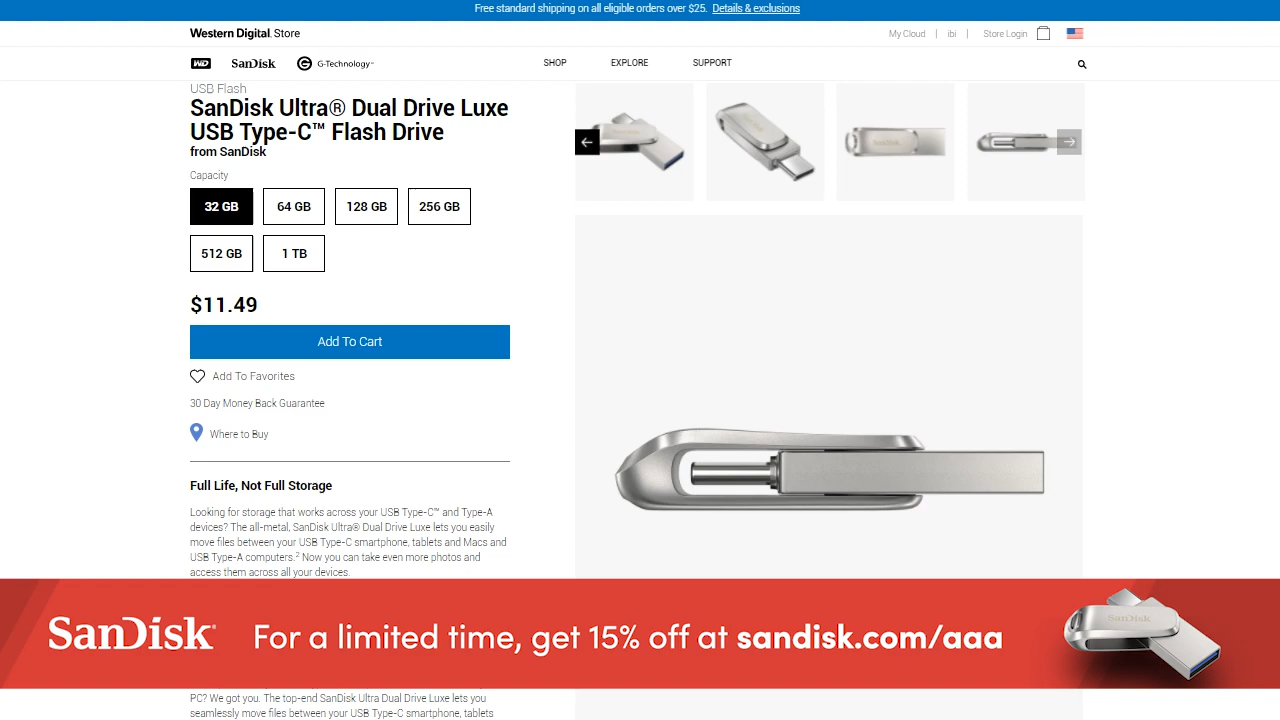 Free standard shipping on all eligible orders over $25. Details & exclusions
Western Digital. Store
My Cloud | ibi | Store Login
WD SanDisk G-Technology™
SHOP EXPLORE SUPPORT
USB Flash
SanDisk Ultra® Dual Drive Luxe
USB Type-C™ Flash Drive
from SanDisk
Capacity
32 GB 64 GB 128 GB 256 GB
512 GB 1 TB
$11.49
Add To Cart
Add To Favorites
30 Day Money Back Guarantee
Where to Buy
Full Life, Not Full Storage
Looking for storage that works across your USB Type-C™ and Type-A
devices? The all-metal, SanDisk Ultra® Dual Drive Luxe lets you easily
move files between your USB Type-C smartphone, tablets and Macs and
USB Type-A computers.² Now you can take even more photos and
access them across all your devices.
SanDisk®
For a limited time, get 15% off at sandisk.com/aaa
SanDisk
PC? We got you. The top-end SanDisk Ultra Dual Drive Luxe lets you
seamlessly move files between your USB Type-C smartphone, tablets